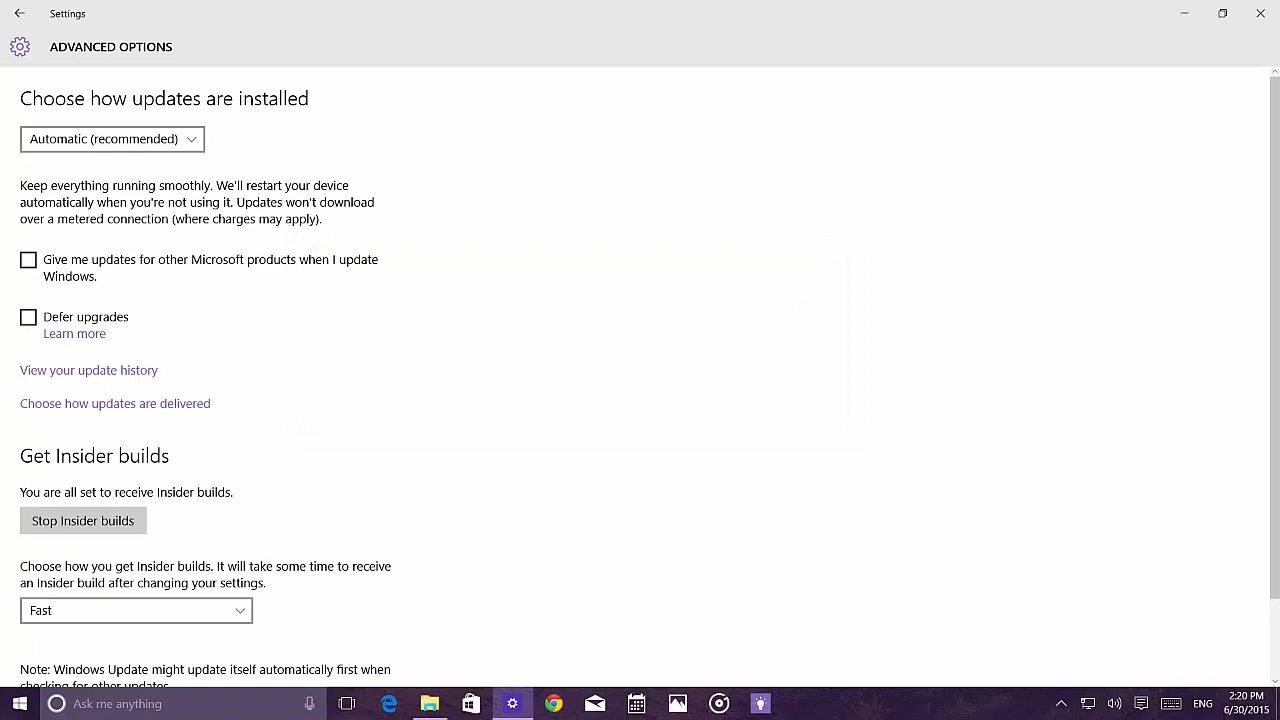 Settings
ADVANCED OPTIONS
Choose how updates are installed
Automatic (recommended)
Keep everything running smoothly. We'll restart your device
automatically when you're not using it. Updates won't download
over a metered connection (where charges may apply).
Give me updates for other Microsoft products when I update
Windows.
Defer upgrades
Learn more
View your update history
Choose how updates are delivered
Get Insider builds
You are all set to receive Insider builds.
Stop Insider builds
Choose how you get Insider builds. It will take some time to receive
an Insider build after changing your settings.
Fast
Note: Windows Update might update itself automatically first when
checking for other updates.
Ask me anything
ENG
2:20 PM
6/30/2015